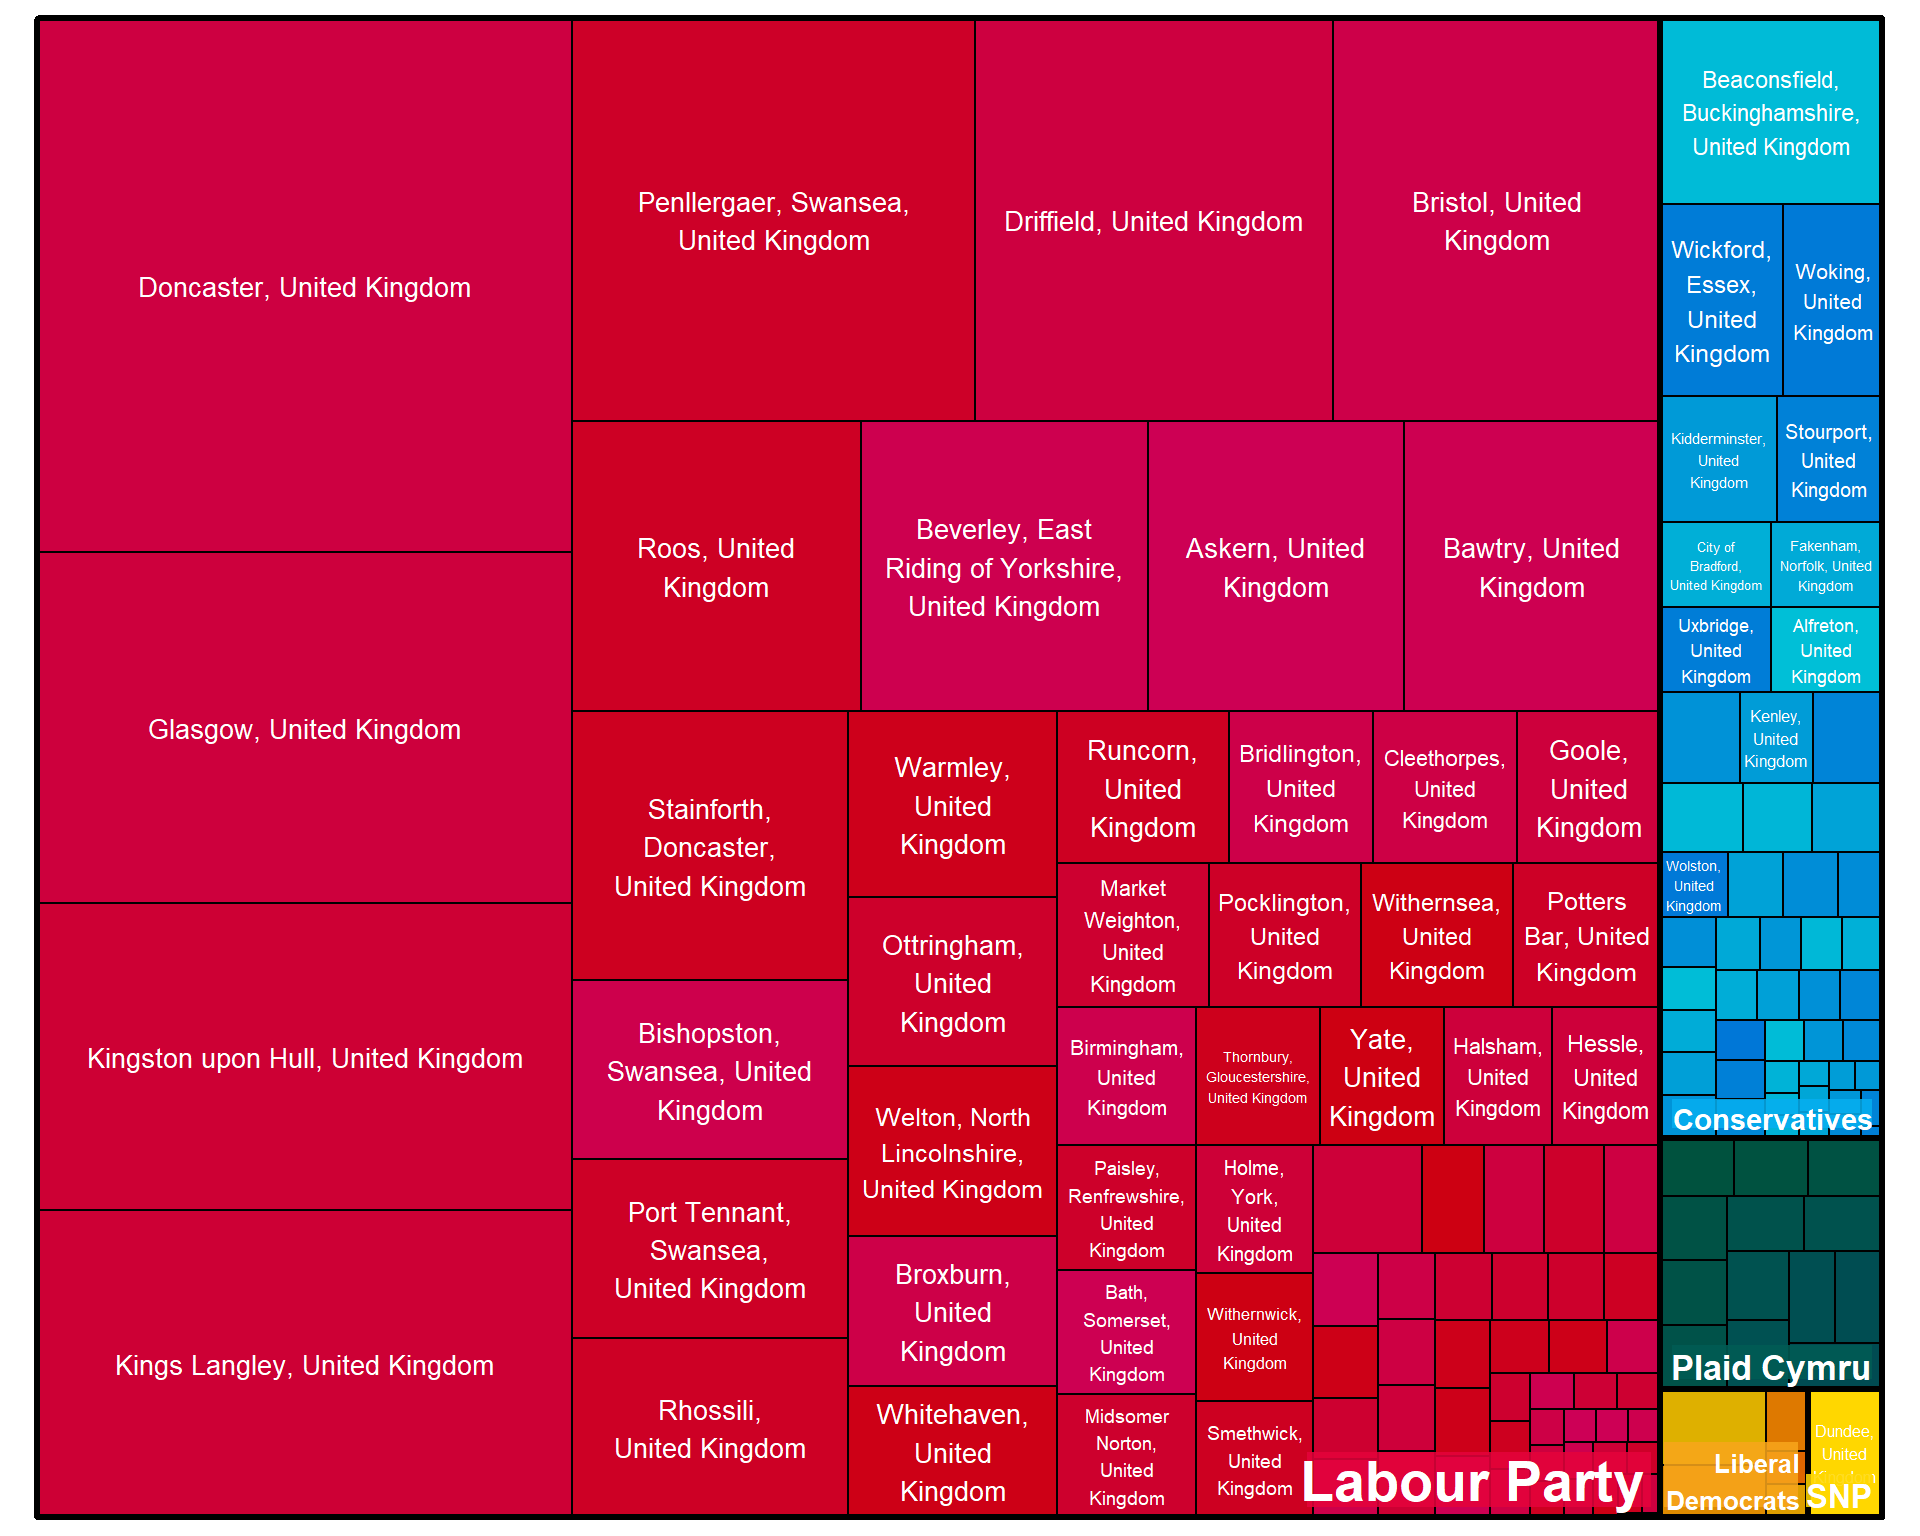 Doncaster, United Kingdom
Glasgow, United Kingdom
Kingston upon Hull, United Kingdom
Kings Langley, United Kingdom
Penllergaer, Swansea,
United Kingdom
Driffield, United Kingdom
Bristol, United
Kingdom
Roos, United
Kingdom
Beverley, East
Riding of Yorkshire,
United Kingdom
Askern, United
Kingdom
Bawtry, United
Kingdom
Stainforth,
Doncaster,
United Kingdom
Bishopston,
Swansea, United
Kingdom
Port Tennant,
Swansea,
United Kingdom
Rhossili,
United Kingdom
Warmley,
United
Kingdom
Ottringham,
United
Kingdom
Welton, North
Lincolnshire,
United Kingdom
Broxburn,
United
Kingdom
Whitehaven,
United
Kingdom
Runcorn,
United
Kingdom
Bridlington,
United
Kingdom
Cleethorpes,
United
Kingdom
Goole,
United
Kingdom
Market
Weighton,
United
Kingdom
Pocklington,
United
Kingdom
Withernsea,
United
Kingdom
Potters
Bar, United
Kingdom
Birmingham,
United
Kingdom
Thornbury,
Gloucestershire,
United Kingdom
Yate,
United
Kingdom
Halsham,
United
Kingdom
Hessle,
United
Kingdom
Paisley,
Renfrewshire,
United
Kingdom
Bath,
Somerset,
United
Kingdom
Midsomer
Norton,
United
Kingdom
Holme,
York,
United
Kingdom
Withernwick,
United
Kingdom
Smethwick,
United
Kingdom
Labour Party
Beaconsfield,
Buckinghamshire,
United Kingdom
Wickford,
Essex,
United
Kingdom
Woking,
United
Kingdom
Kidderminster,
United
Kingdom
Stourport,
United
Kingdom
City of
Bradford,
United Kingdom
Fakenham,
Norfolk, United
Kingdom
Uxbridge,
United
Kingdom
Alfreton,
United
Kingdom
Kenley,
United
Kingdom
Wolston,
United
Kingdom
Conservatives
Plaid Cymru
Liberal
Democrats
Dundee,
United
Kingdom
SNP